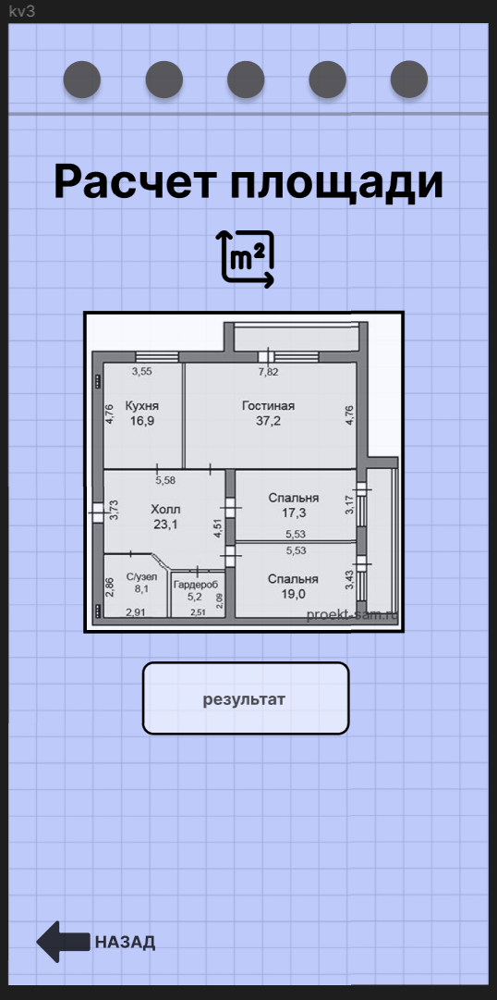 kv3
Расчет площади
m²
3,55
7,82
Кухня
16,9
4,76
Гостиная
37,2
4,76
5,58
Холл
23,1
3,73
4,51
Спальня
17,3
3,17
5,53
5,53
Спальня
19,0
3,43
С/узел
8,1
2,86
2,91
Гардероб
5,2
2,09
2,51
proekt-sam.ru
результат
НАЗАД